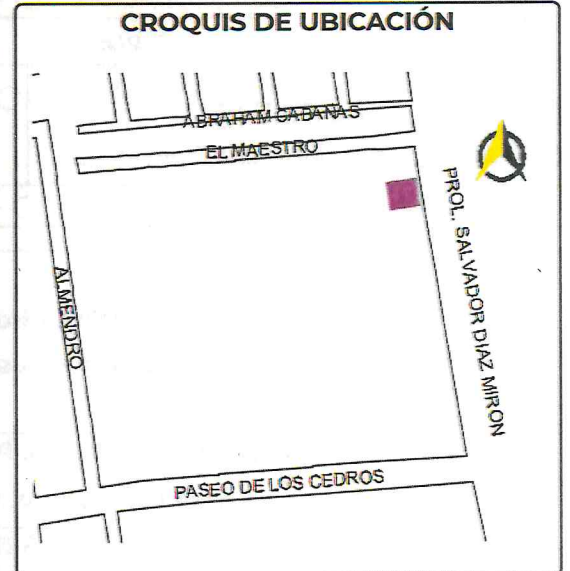 CROQUIS DE UBICACIÓN
ABRAHAM CABAÑAS
EL MAESTRO
PROL. SALVADOR DIAZ MIRON
ALMENDRO
PASEO DE LOS CEDROS